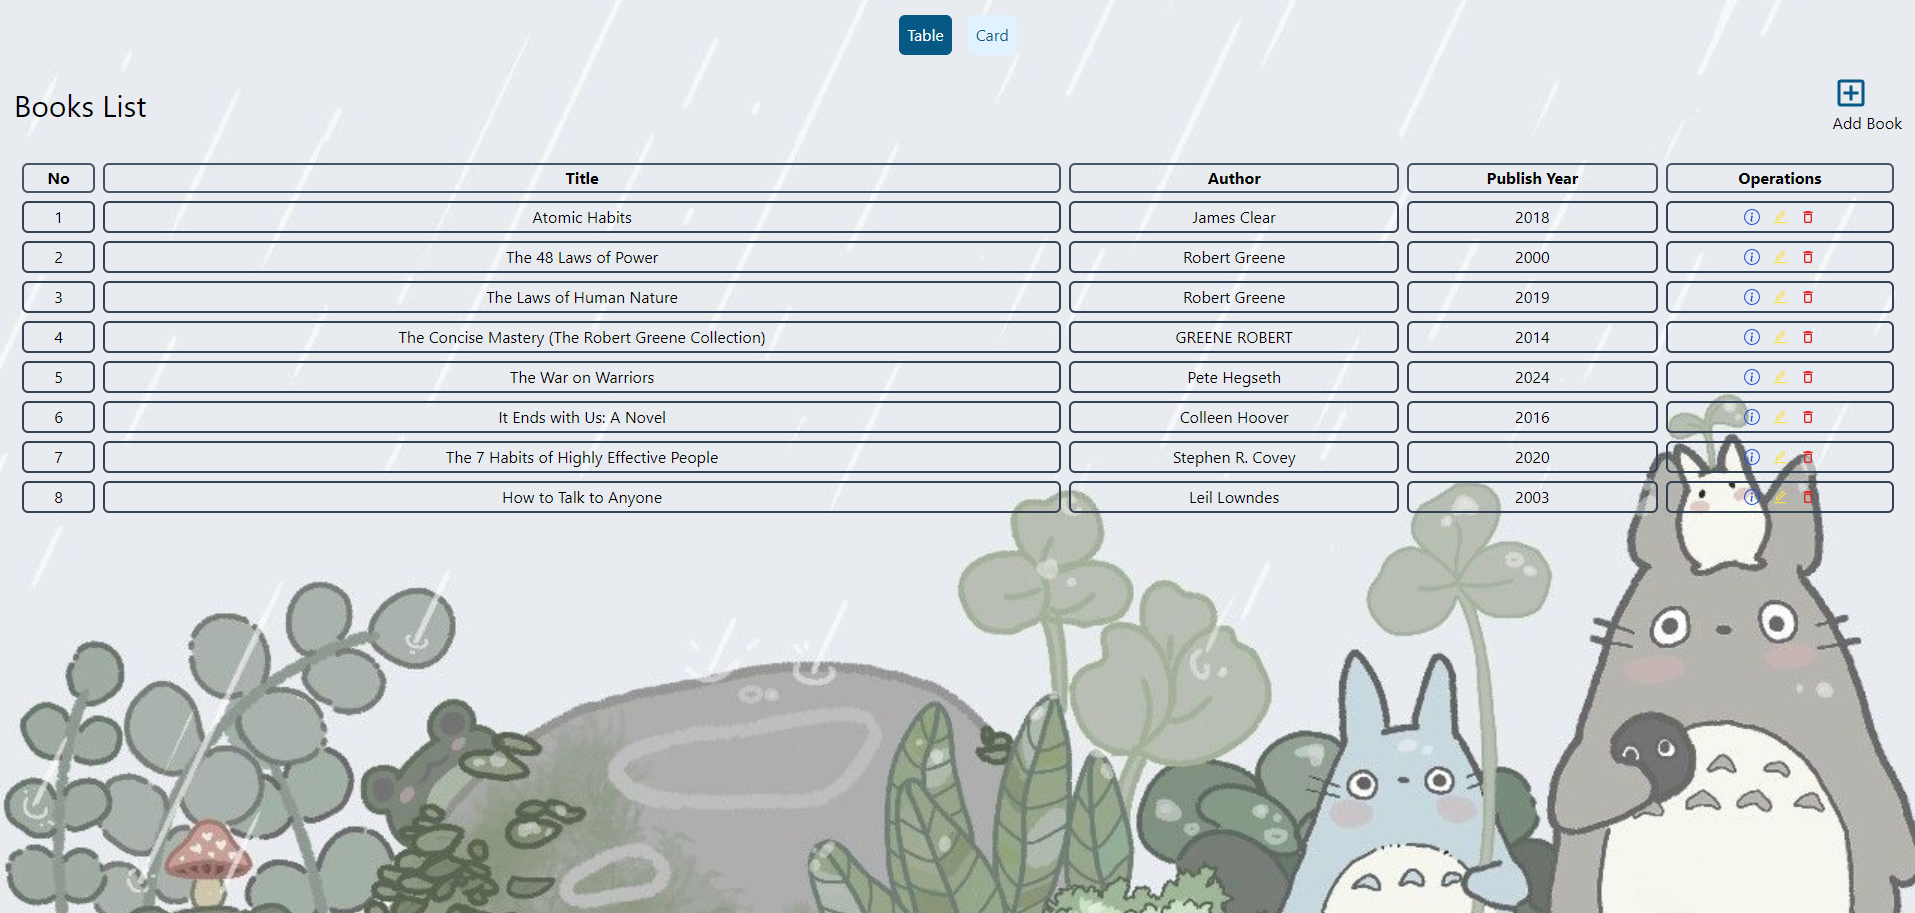 Table Card
Books List
Add Book
No Title Author Publish Year Operations
1 Atomic Habits James Clear 2018
2 The 48 Laws of Power Robert Greene 2000
3 The Laws of Human Nature Robert Greene 2019
4 The Concise Mastery (The Robert Greene Collection) GREENE ROBERT 2014
5 The War on Warriors Pete Hegseth 2024
6 It Ends with Us: A Novel Colleen Hoover 2016
7 The 7 Habits of Highly Effective People Stephen R. Covey 2020
8 How to Talk to Anyone Leil Lowndes 2003